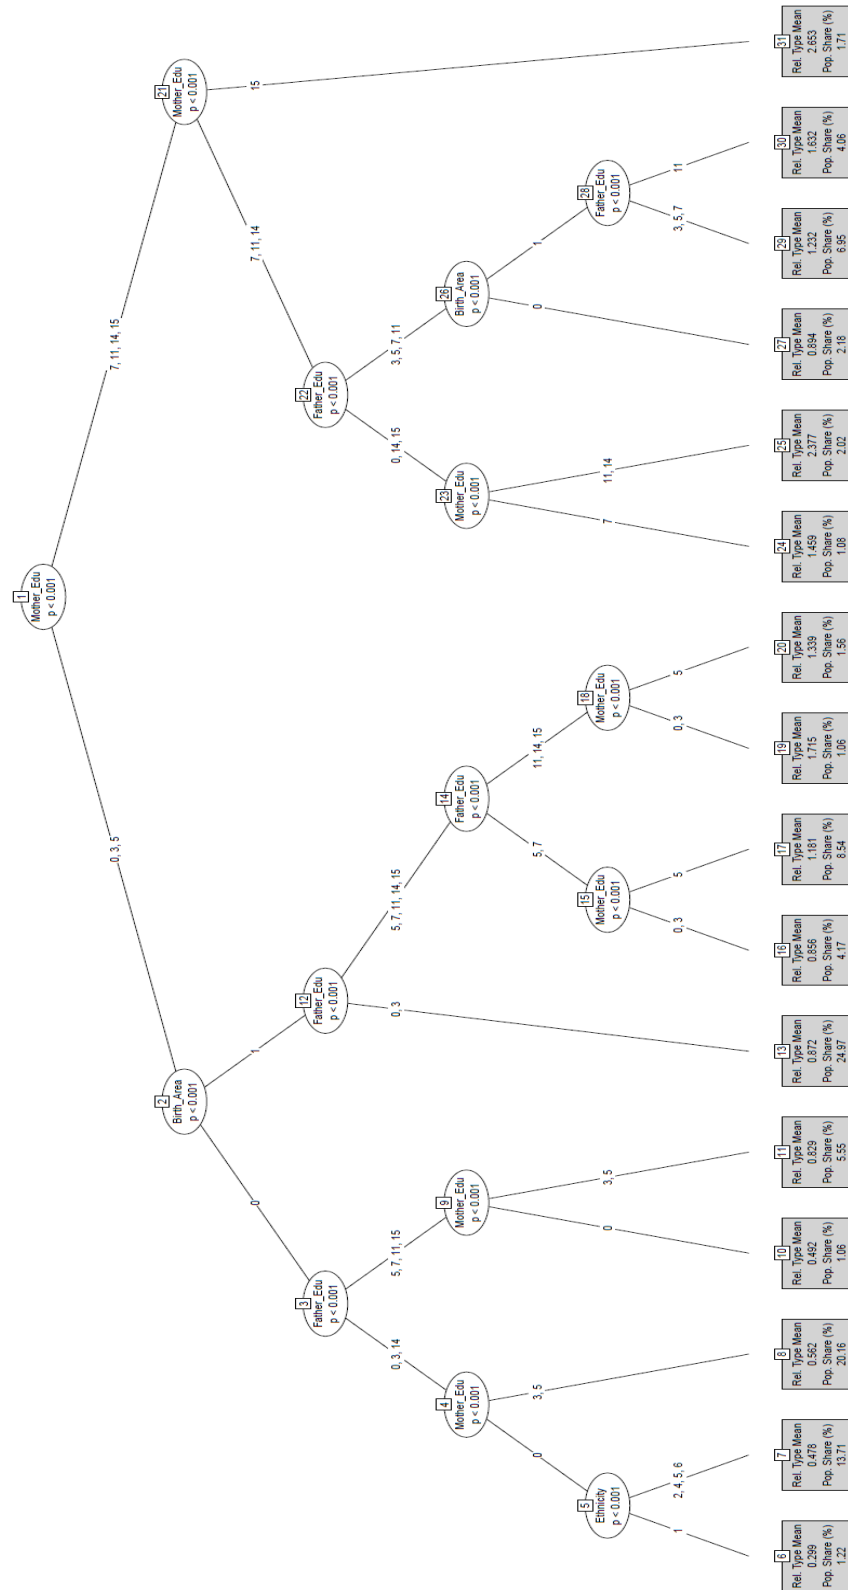 1
Mother_Edu
p < 0.001
0, 3, 5
7, 11, 14, 15
2
Birth_Area
p < 0.001
0
1
3
Father_Edu
p < 0.001
0, 3, 14
5, 7, 11, 15
4
Mother_Edu
p < 0.001
0
3, 5
5
Ethnicity
p < 0.001
1
2, 4, 5, 6
6
Rel. Type Mean
0.299
Pop. Share (%)
1.22
7
Rel. Type Mean
0.478
Pop. Share (%)
13.71
8
Rel. Type Mean
0.562
Pop. Share (%)
20.16
9
Mother_Edu
p < 0.001
0
3, 5
10
Rel. Type Mean
0.492
Pop. Share (%)
1.06
11
Rel. Type Mean
0.829
Pop. Share (%)
5.55
12
Father_Edu
p < 0.001
0, 3
5, 7, 11, 14, 15
13
Rel. Type Mean
0.872
Pop. Share (%)
24.97
14
Father_Edu
p < 0.001
5, 7
11, 14, 15
15
Mother_Edu
p < 0.001
0, 3
5
16
Rel. Type Mean
0.856
Pop. Share (%)
4.17
17
Rel. Type Mean
1.181
Pop. Share (%)
8.54
18
Mother_Edu
p < 0.001
0, 3
5
19
Rel. Type Mean
1.715
Pop. Share (%)
1.06
20
Rel. Type Mean
1.339
Pop. Share (%)
1.56
21
Mother_Edu
p < 0.001
7, 11, 14
15
22
Father_Edu
p < 0.001
0, 14, 15
3, 5, 7, 11
23
Mother_Edu
p < 0.001
7
11, 14
24
Rel. Type Mean
1.459
Pop. Share (%)
1.08
25
Rel. Type Mean
2.377
Pop. Share (%)
2.02
26
Birth_Area
p < 0.001
0
1
27
Rel. Type Mean
0.894
Pop. Share (%)
2.18
28
Father_Edu
p < 0.001
3, 5, 7
11
29
Rel. Type Mean
1.232
Pop. Share (%)
6.95
30
Rel. Type Mean
1.632
Pop. Share (%)
4.06
31
Rel. Type Mean
2.653
Pop. Share (%)
1.71